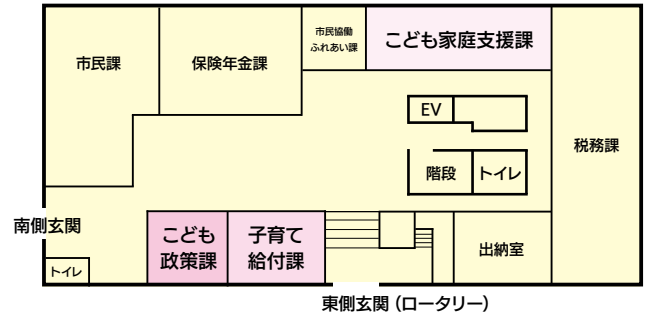 市民課
保険年金課
市民協働
ふれあい課
こども家庭支援課
EV
階段
トイレ
税務課
南側玄関
トイレ
こども
政策課
子育て
給付課
出納室
東側玄関（ロータリー）